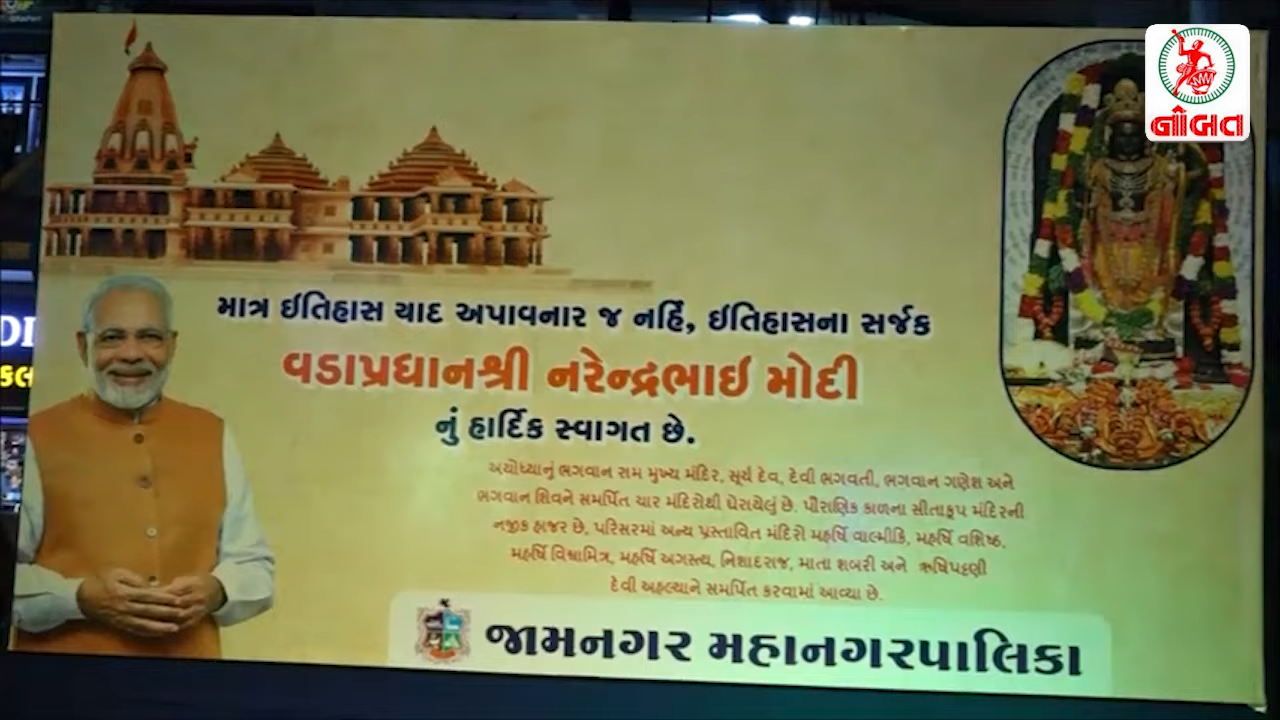 નોબત
માત્ર ઈતિહાસ યાદ અપાવનાર જ નહિં, ઈતિહાસના સર્જક
વડાપ્રધાનશ્રી નરેન્દ્રભાઇ મોદી
નું હાર્દિક સ્વાગત છે.
અયોધ્યાનું ભગવાન રામ મુખ્ય મંદિર, સૂર્ય દેવ, દેવી ભગવતી, ભગવાન ગણેશ અને
ભગવાન શિવને સમર્પિત ચાર મંદિરોથી ઘેરાયેલું છે. પૌરાણિક કાળના સીતાકૂપ મંદિરની
નજીક હાજર છે, પરિસરમાં અન્ય પ્રસ્તાવિત મંદિરો મહર્ષિ વાલ્મીકિ, મહર્ષિ વશિષ્ઠ,
મહર્ષિ વિશ્વામિત્ર, મહર્ષિ અગસ્ત્ય, નિશાદરાજ, માતા શબરી અને ઋષિપટ્ટણી
દેવી અહલ્યાને સમર્પિત કરવામાં આવ્યા છે.
જામનગર મહાનગરપાલિકા